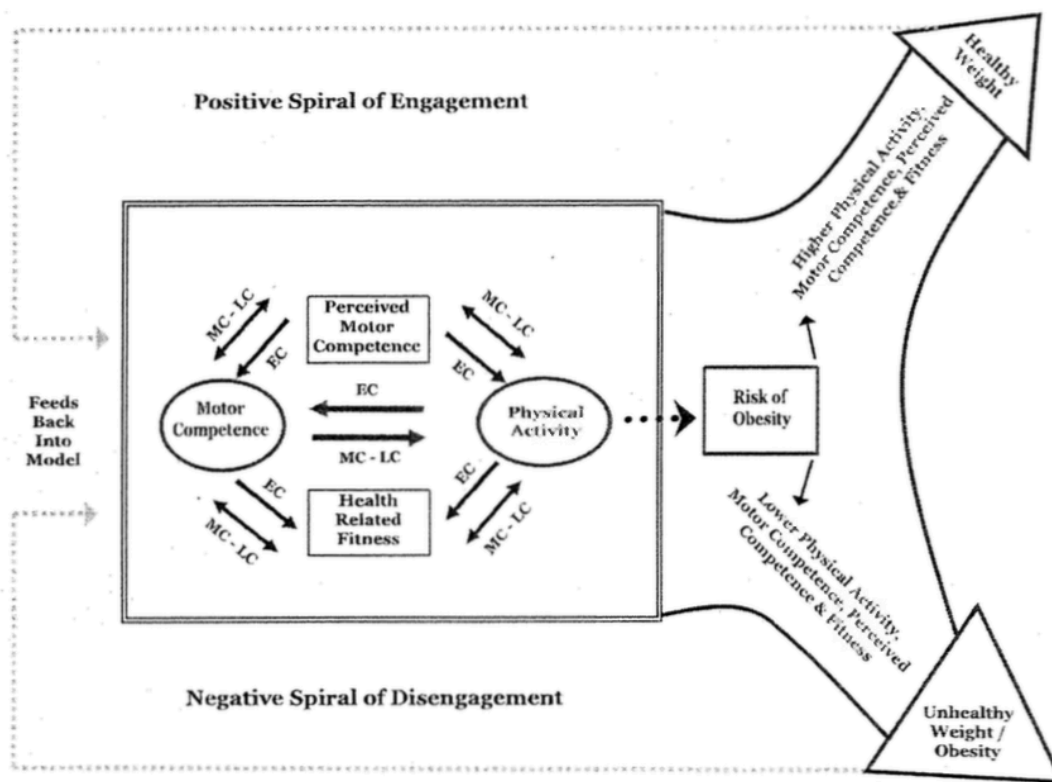 Healthy
Weight
Positive Spiral of Engagement
Higher Physical Activity,
Motor Competence, Perceived
Competence & Fitness
MC - LC
EC
Perceived
Motor
Competence
MC - LC
EC
Feeds
Back
Into
Model
Motor
Competence
EC
MC - LC
Physical
Activity
Risk of
Obesity
EC
MC - LC
Health
Related
Fitness
EC
MC - LC
Lower Physical Activity,
Motor Competence, Perceived
Competence & Fitness
Negative Spiral of Disengagement
Unhealthy
Weight /
Obesity